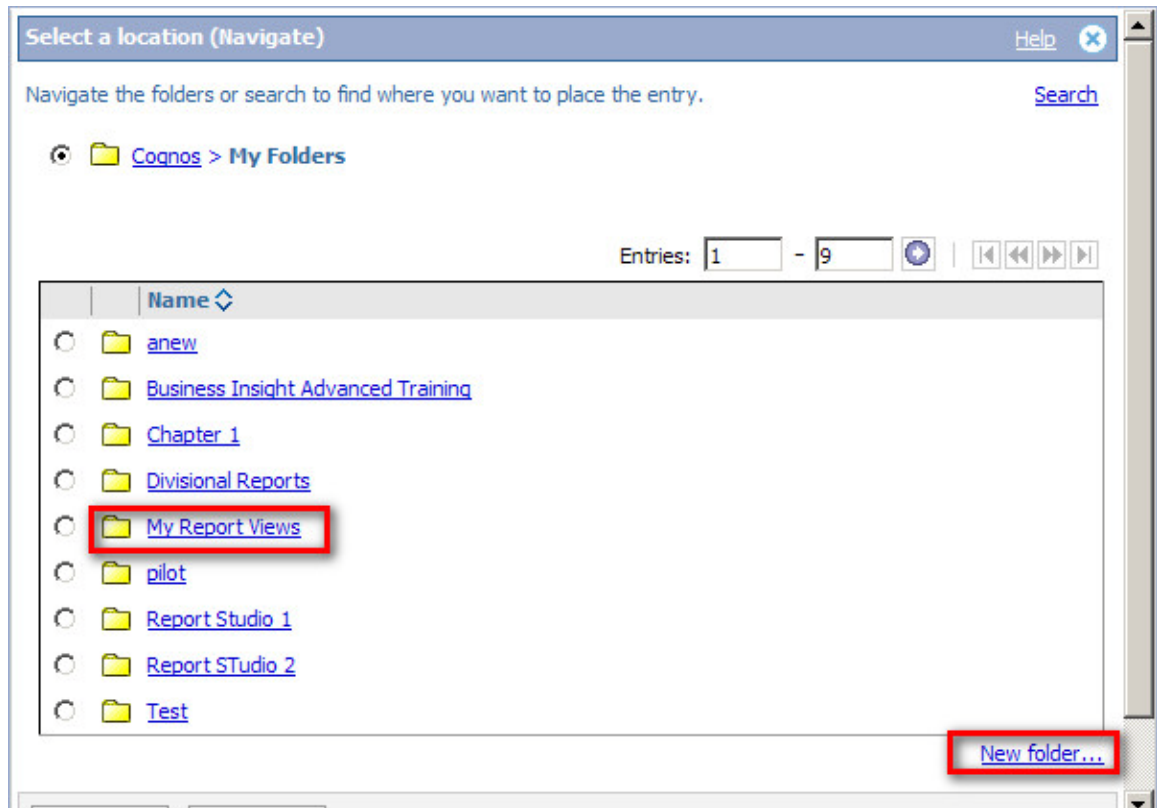 Select a location (Navigate) Help
Navigate the folders or search to find where you want to place the entry. Search
Cognos > My Folders
Entries: 1 - 9
Name
anew
Business Insight Advanced Training
Chapter 1
Divisional Reports
My Report Views
pilot
Report Studio 1
Report STudio 2
Test
New folder...